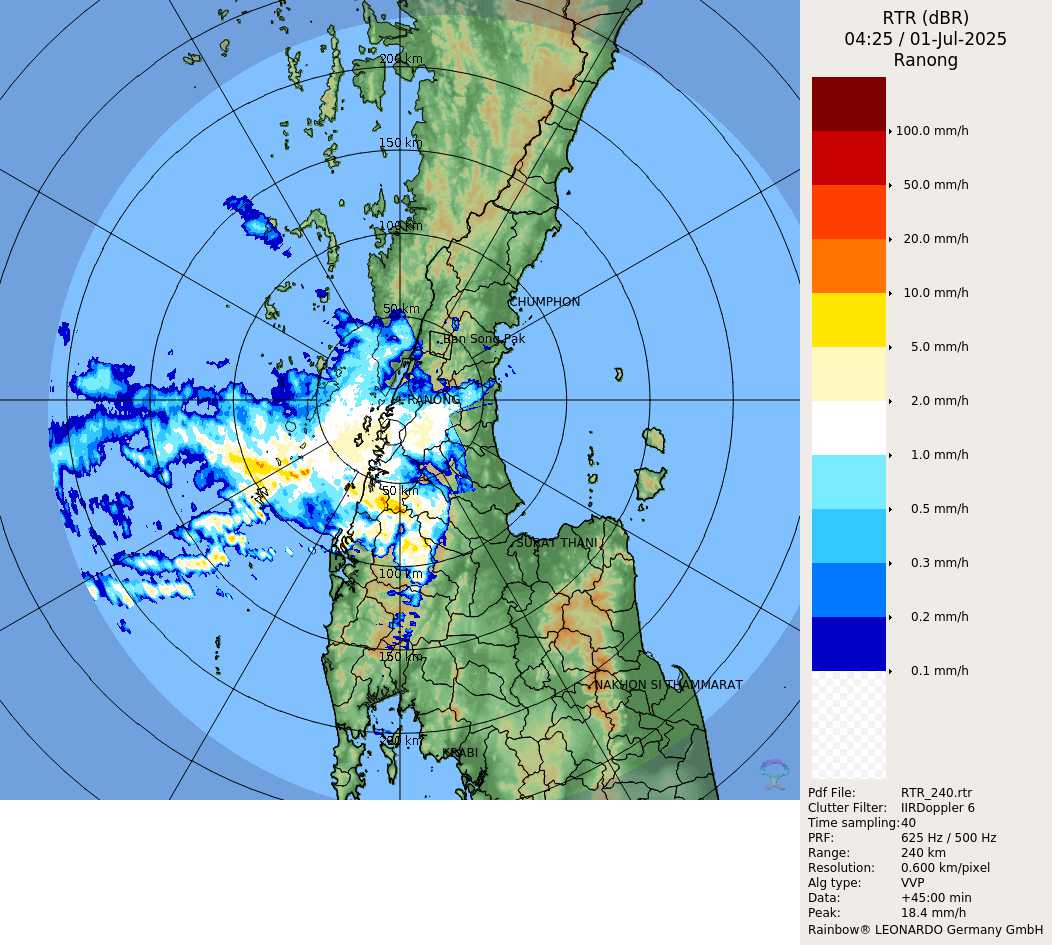 RTR (dBR)
04:25 / 01-Jul-2025
Ranong
200 km
150 km
100 km
50 km
CHUMPHON
Ban Song Pak
RANONG
50 km
SURAT THANI
100 km
150 km
NAKHON SI THAMMARAT
200 km
KRABI
100.0 mm/h
50.0 mm/h
20.0 mm/h
10.0 mm/h
5.0 mm/h
2.0 mm/h
1.0 mm/h
0.5 mm/h
0.3 mm/h
0.2 mm/h
0.1 mm/h
Pdf File: RTR_240.rtr
Clutter Filter: IIRDoppler 6
Time sampling: 40
PRF: 625 Hz / 500 Hz
Range: 240 km
Resolution: 0.600 km/pixel
Alg type: VVP
Data: +45:00 min
Peak: 18.4 mm/h
Rainbow® LEONARDO Germany GmbH